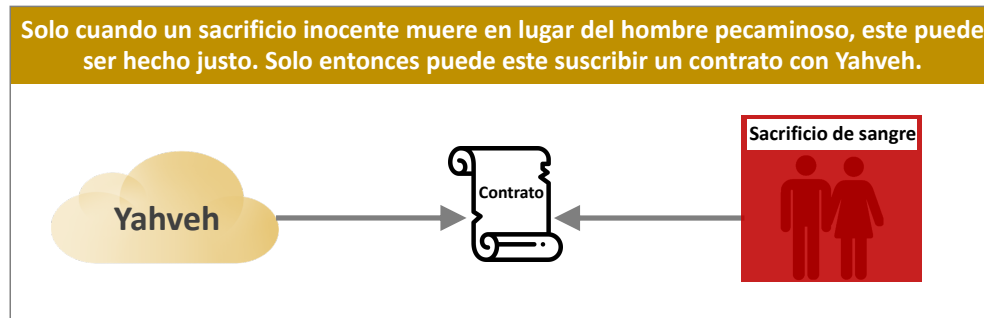 Solo cuando un sacrificio inocente muere en lugar del hombre pecaminoso, este puede
ser hecho justo. Solo entonces puede este suscribir un contrato con Yahveh.
Sacrificio de sangre
Contrato
Yahveh